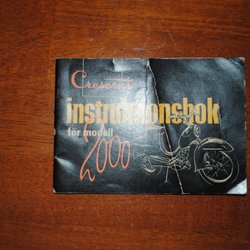 Crescent
instruktionsbok
för modell
2000